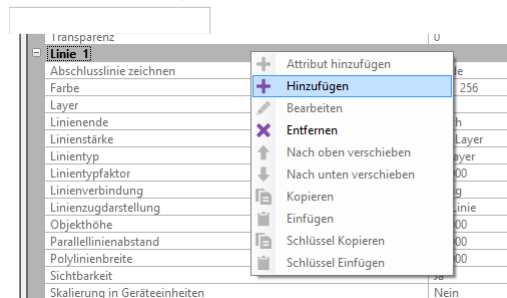 Transparenz 0
Linie 1
Abschlusslinie zeichnen
Farbe 256
Layer
Linienende
Linienstärke Layer
Linientyp
Linientypfaktor
Linienverbindung
Linienzugdarstellung
Objekthöhe
Parallellinienabstand
Polylinienbreite
Sichtbarkeit Ja
Skalierung in Geräteeinheiten Nein
Attribut hinzufügen
Hinzufügen
Bearbeiten
Entfernen
Nach oben verschieben
Nach unten verschieben
Kopieren
Einfügen
Schlüssel Kopieren
Schlüssel Einfügen